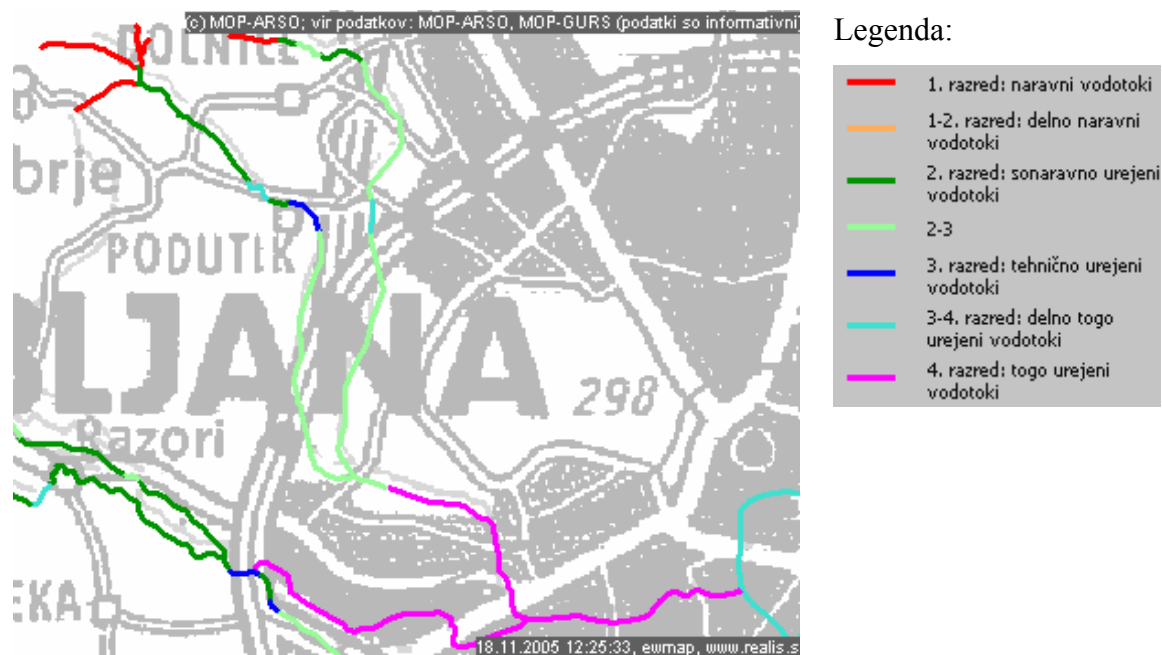 (c) MOP-ARSO; vir podatkov: MOP-ARSO, MOP-GURS (podatki so informativni)
DOLNICE
brje
PODUTIK
LJANA
298
Razori
EKA
18.11.2005 12:25:33, ewmap, www.realis.s
Legenda:
1. razred: naravni vodotoki
1-2. razred: delno naravni
vodotoki
2. razred: sonaravno urejeni
vodotoki
2-3
3. razred: tehnično urejeni
vodotoki
3-4. razred: delno togo
urejeni vodotoki
4. razred: togo urejeni
vodotoki